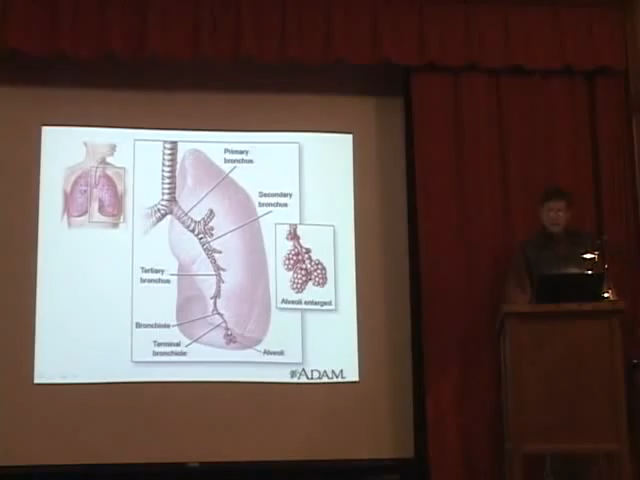 Primary
bronchus
Secondary
bronchus
Tertiary
bronchus
Alveoli enlarged
Bronchiole
Terminal
bronchiole
Alveoli
ADAM.